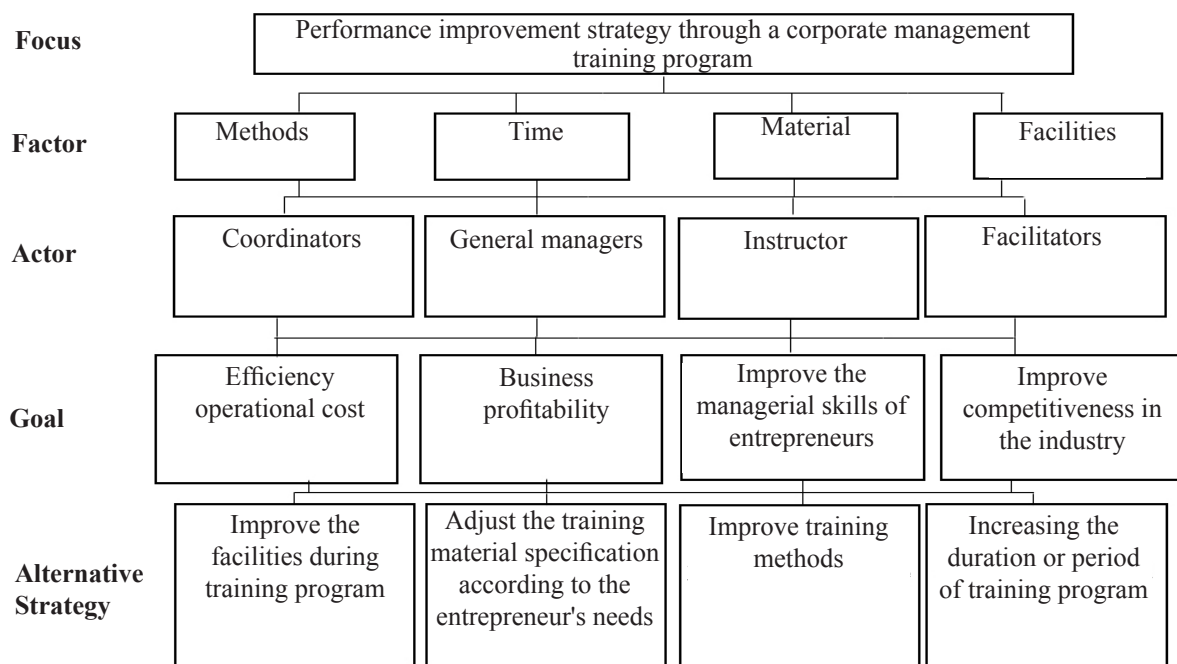 Focus
Performance improvement strategy through a corporate management
training program
Factor
Methods
Time
Material
Facilities
Actor
Coordinators
General managers
Instructor
Facilitators
Goal
Efficiency
operational cost
Business
profitability
Improve the
managerial skills of
entrepreneurs
Improve
competitiveness in
the industry
Alternative
Strategy
Improve the
facilities during
training program
Adjust the training
material specification
according to the
entrepreneur's needs
Improve training
methods
Increasing the
duration or period
of training program